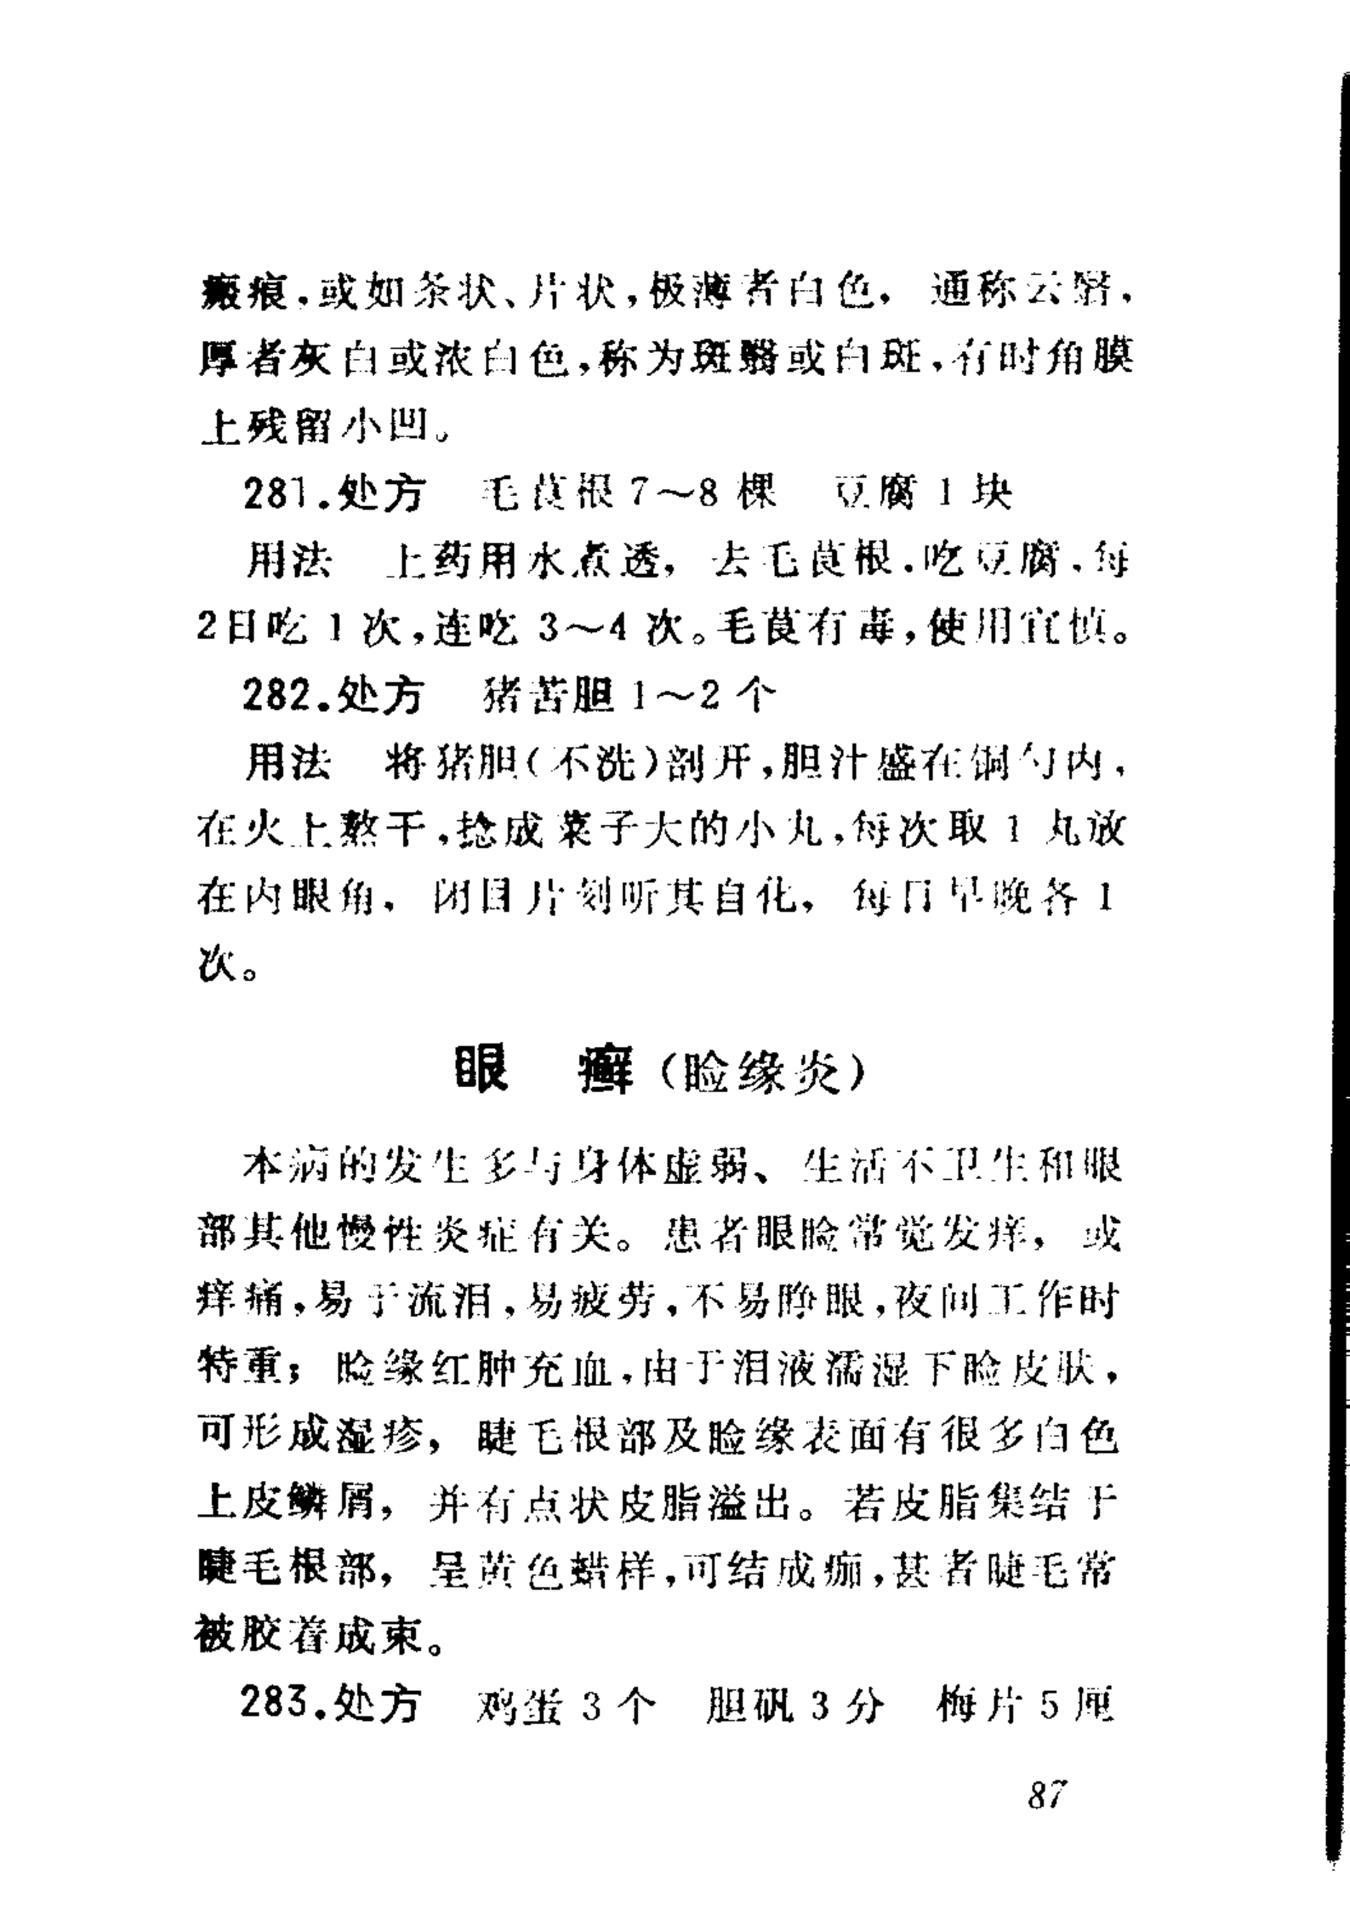 瘢痕,或如条状、片状,极薄者白色, 通称云翳,
厚者灰白或浓白色,称为斑翳或白斑,有时角膜
上残留小凹。
281.处方 毛茛根7～8棵 豆腐1块
用法 上药用水煮透, 去毛茛根,吃豆腐,每
2日吃1次,连吃3～4次。毛茛有毒,使用宜慎。
282.处方 猪苦胆1～2个
用法 将猪胆(不洗)剖开,胆汁盛在铜勺内,
在火上熬干,捻成菜子大的小丸,每次取1丸放
在内眼角, 闭目片刻听其自化, 每日早晚各1
次。
眼 癣(睑缘炎)
本病的发生多与身体虚弱、生活不卫生和眼
部其他慢性炎症有关。患者眼睑常觉发痒, 或
痒痛,易于流泪,易疲劳,不易睁眼,夜间工作时
特重; 睑缘红肿充血,由于泪液濡湿下睑皮肤,
可形成湿疹, 睫毛根部及睑缘表面有很多白色
上皮鳞屑, 并有点状皮脂溢出。若皮脂集结于
睫毛根部, 呈黄色蜡样,可结成痂,甚者睫毛常
被胶着成束。
283.处方 鸡蛋3个 胆矾3分 梅片5厘
87